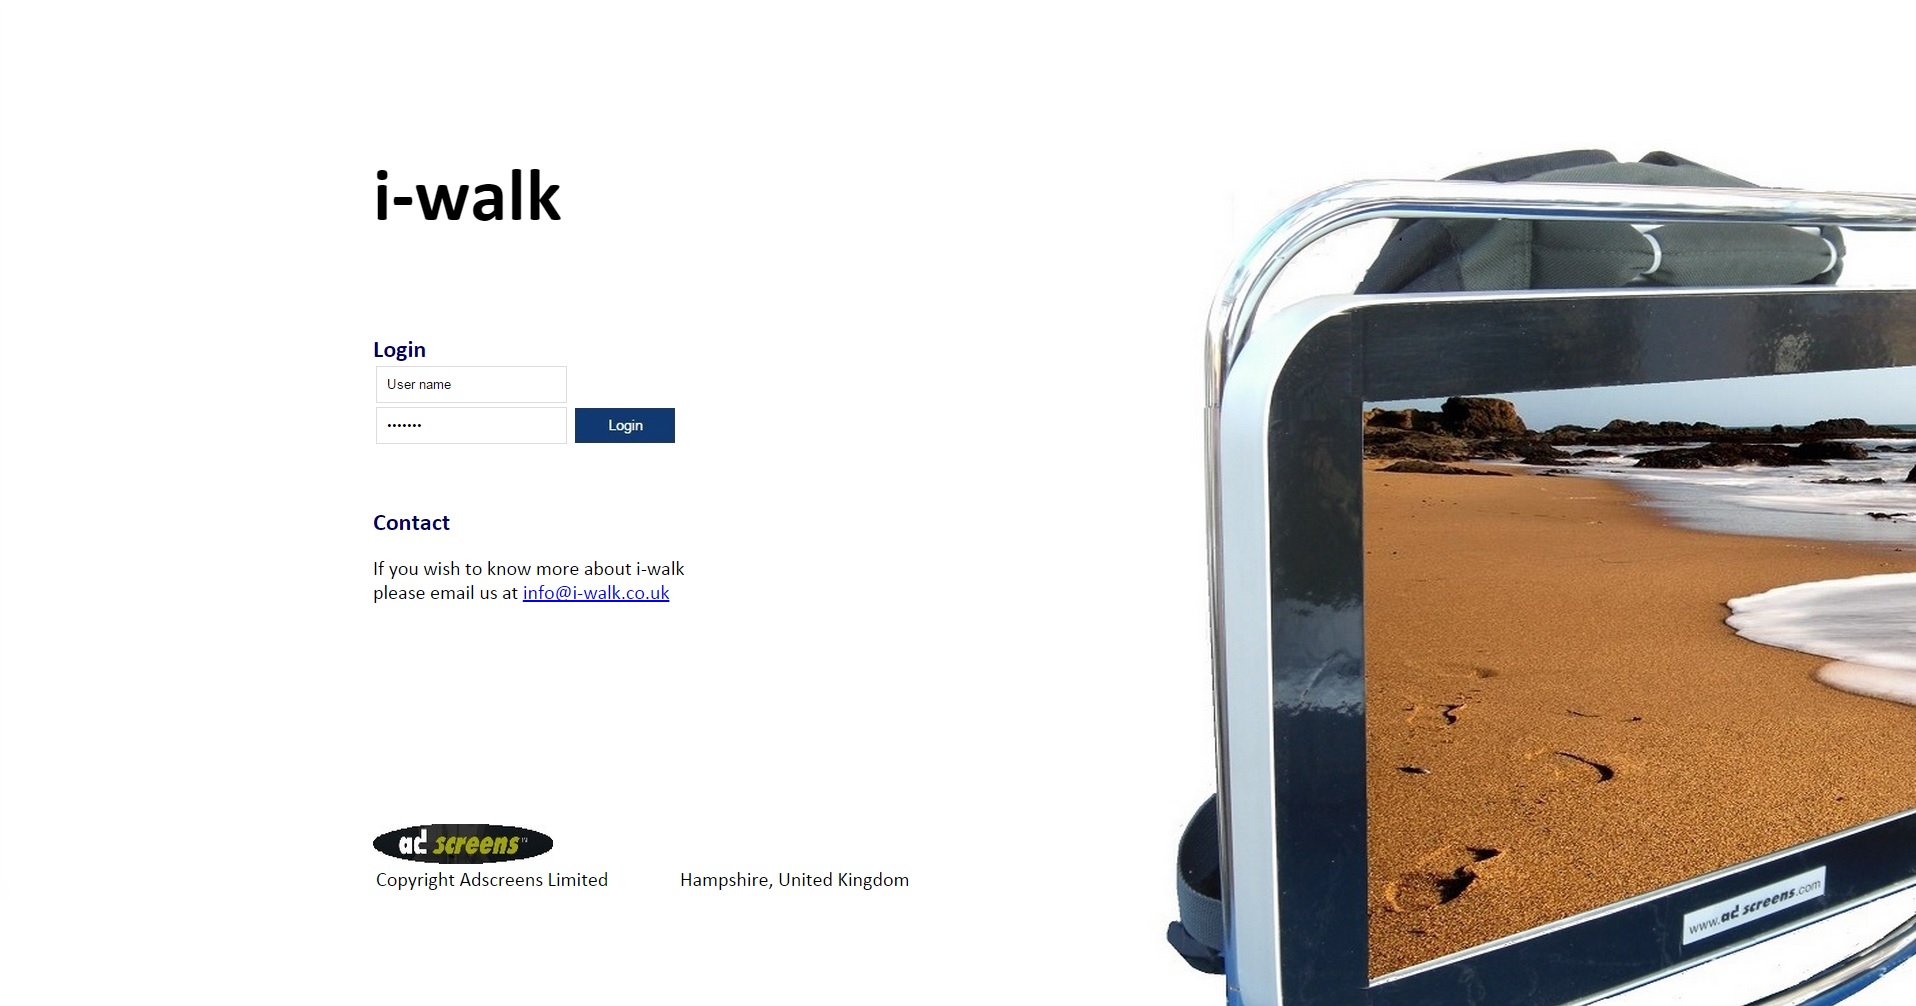 i-walk
Login
User name
•••••••
Login
Contact
If you wish to know more about i-walk
please email us at info@i-walk.co.uk
ad screens™
Copyright Adscreens Limited
Hampshire, United Kingdom
www.ad screens.com